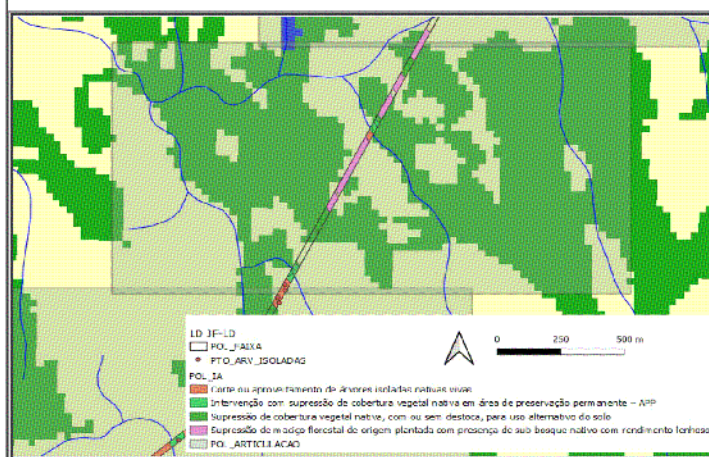 LD JF-LD
POL_FAIXA
PTO_ARV_ISOLADAS
POL_IA
Corte ou aproveitamento de árvores isoladas nativas vivas
Intervenção com supressão de cobertura vegetal nativa em área de preservação permanente – APP
Supressão de cobertura vegetal nativa, com ou sem destoca, para uso alternativo do solo
Supressão de maciço florestal de origem plantada com presença de sub bosque nativo com rendimento lenhoso
POL_ARTICULACAO
0 250 500 m